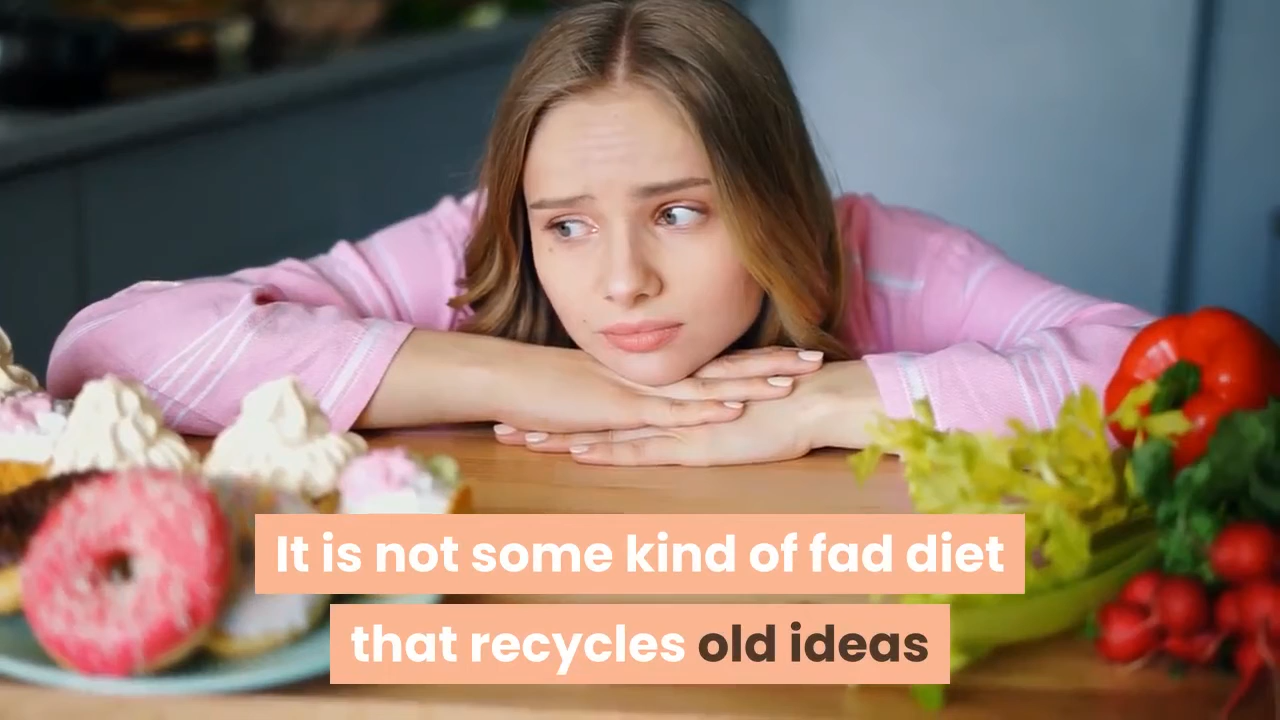 It is not some kind of fad diet
that recycles old ideas